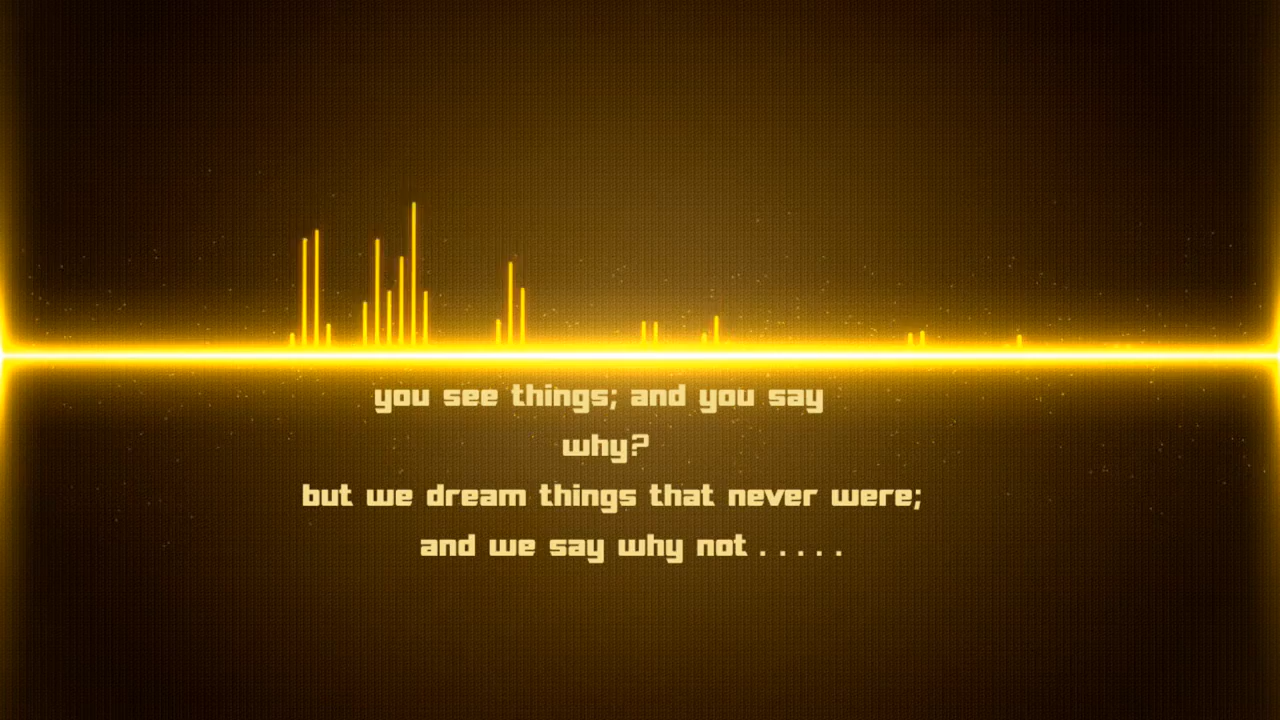 you see things; and you say
why?
but we dream things that never were;
and we say why not . . . . .